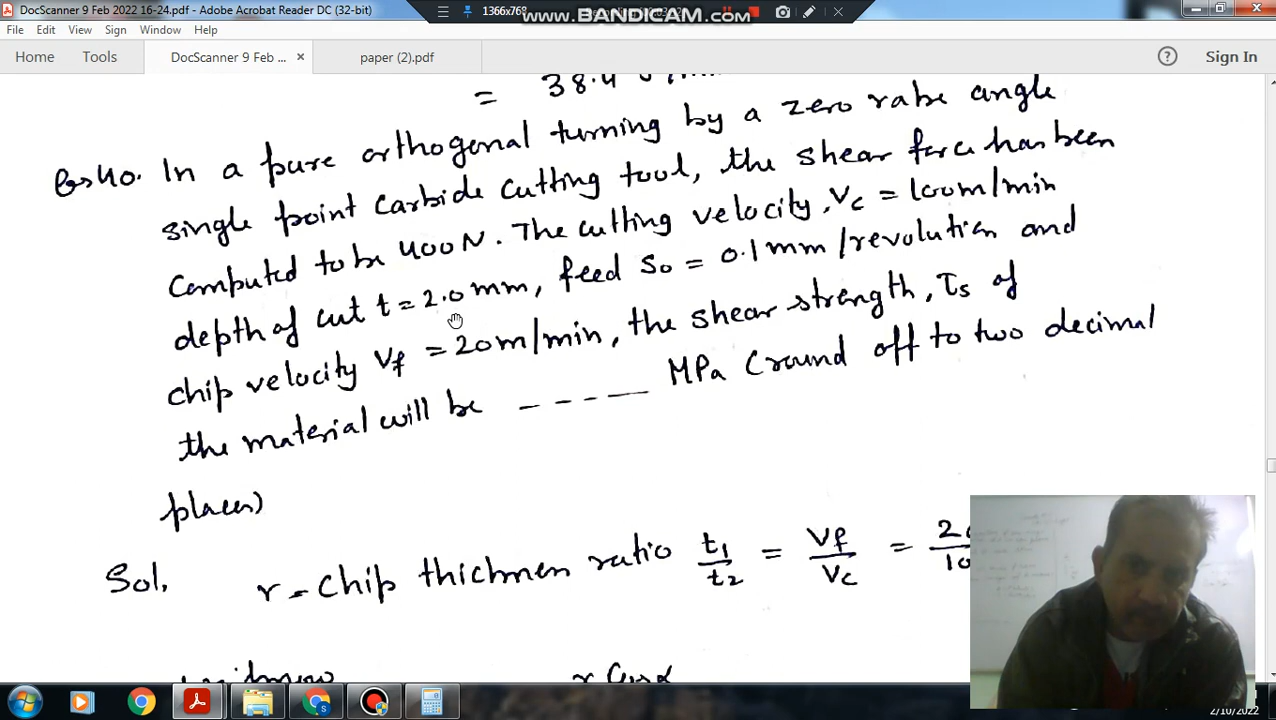 DocScanner 9 Feb 2022 16-24.pdf - Adobe Acrobat Reader DC (32-bit)
1366x768
www.BANDICAM.com
File Edit View Sign Window Help
Home Tools DocScanner 9 Feb ... × paper (2).pdf Sign In
= 38.4
Q. 40. In a pure orthogonal turning by a zero rake angle
single point carbide cutting tool, the shear force has been
computed to be 400N. The cutting velocity, Vc = 100m/min
depth of cut t = 2.0mm, feed So = 0.1mm/revolution and
chip velocity Vf = 20m/min, the shear strength, τs of
the material will be ----- MPa (round off to two decimal
places)
Sol. r - chip thickness ratio t1/t2 = Vf/Vc =
2/10/2022